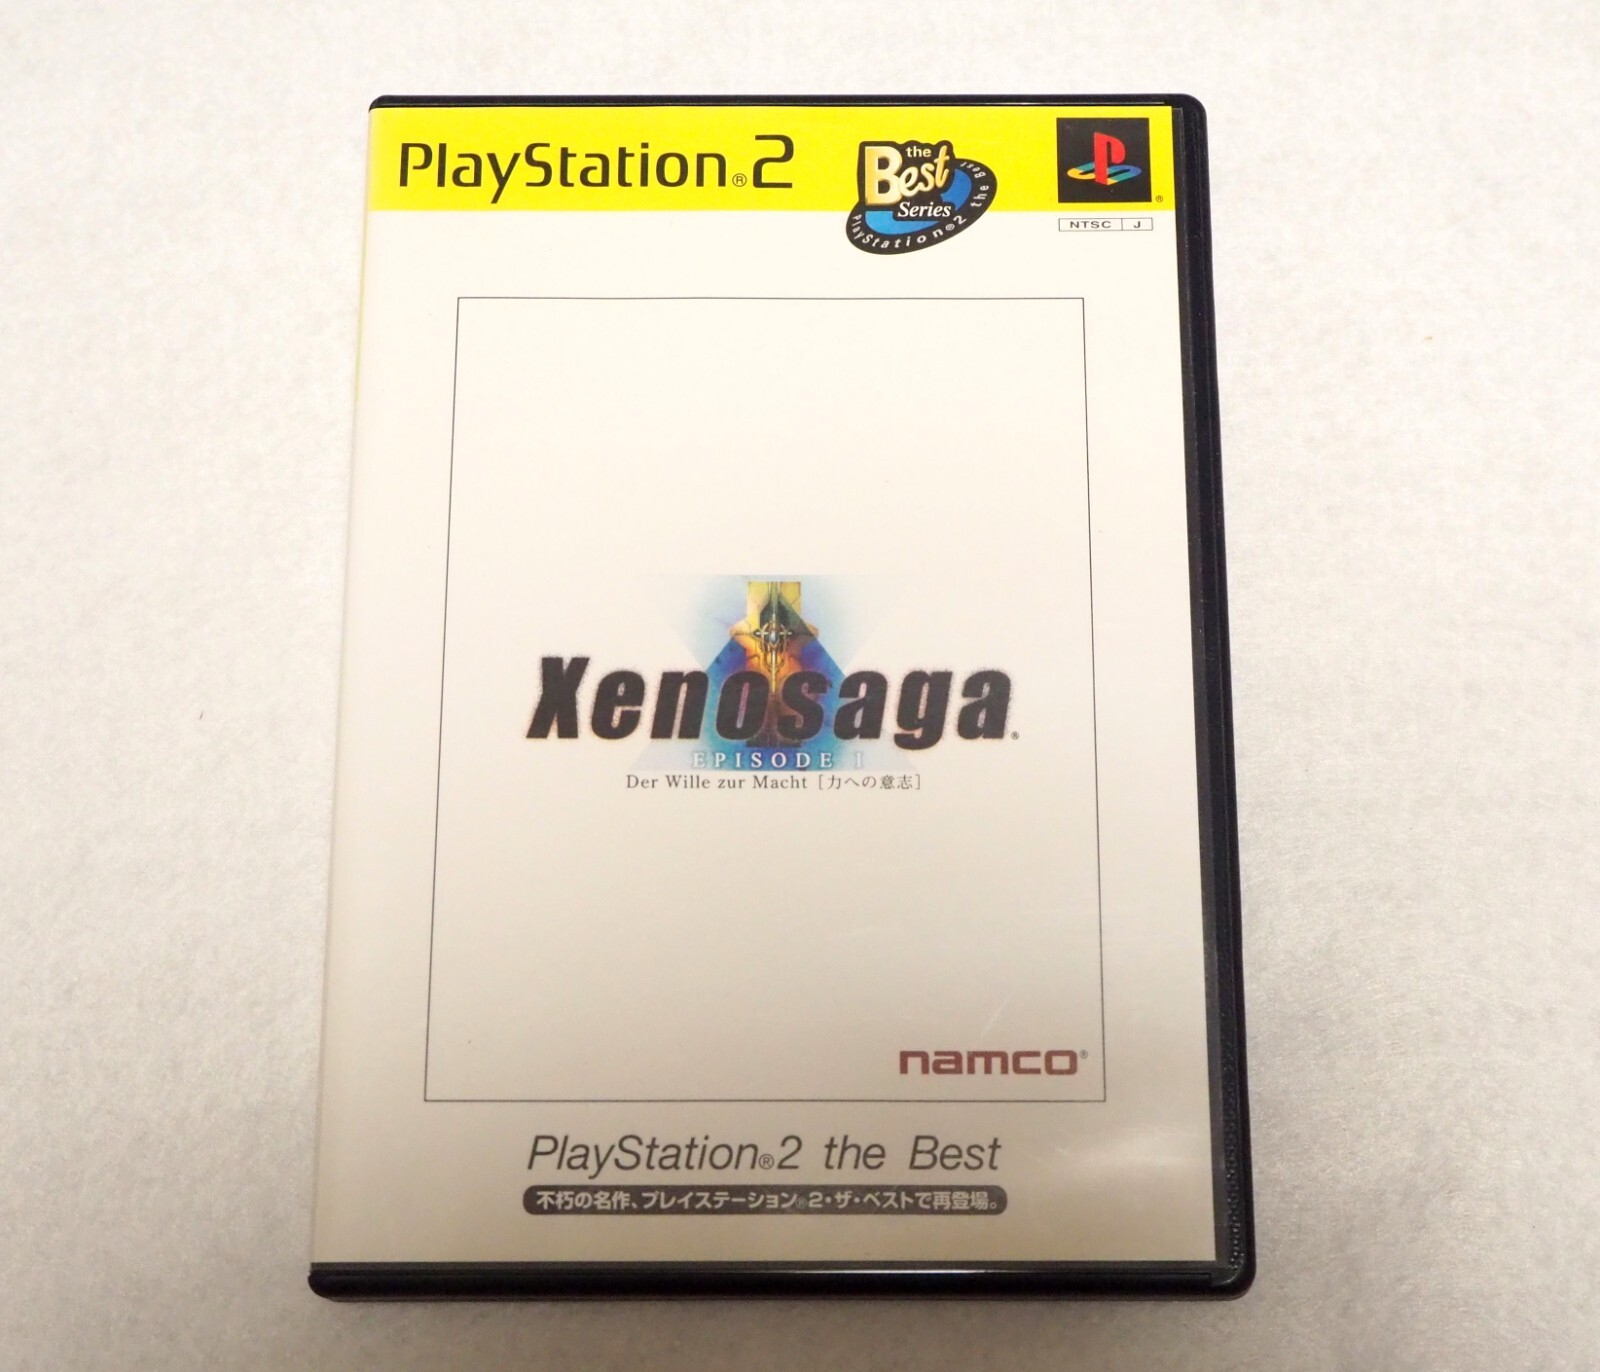 PlayStation®2
the Best Series
PlayStation®2 the Best
NTSC J
Xenosaga®
EPISODE I
Der Wille zur Macht [力への意志]
namco®
PlayStation®2 the Best
不朽の名作、プレイステーション®2・ザ・ベストで再登場。